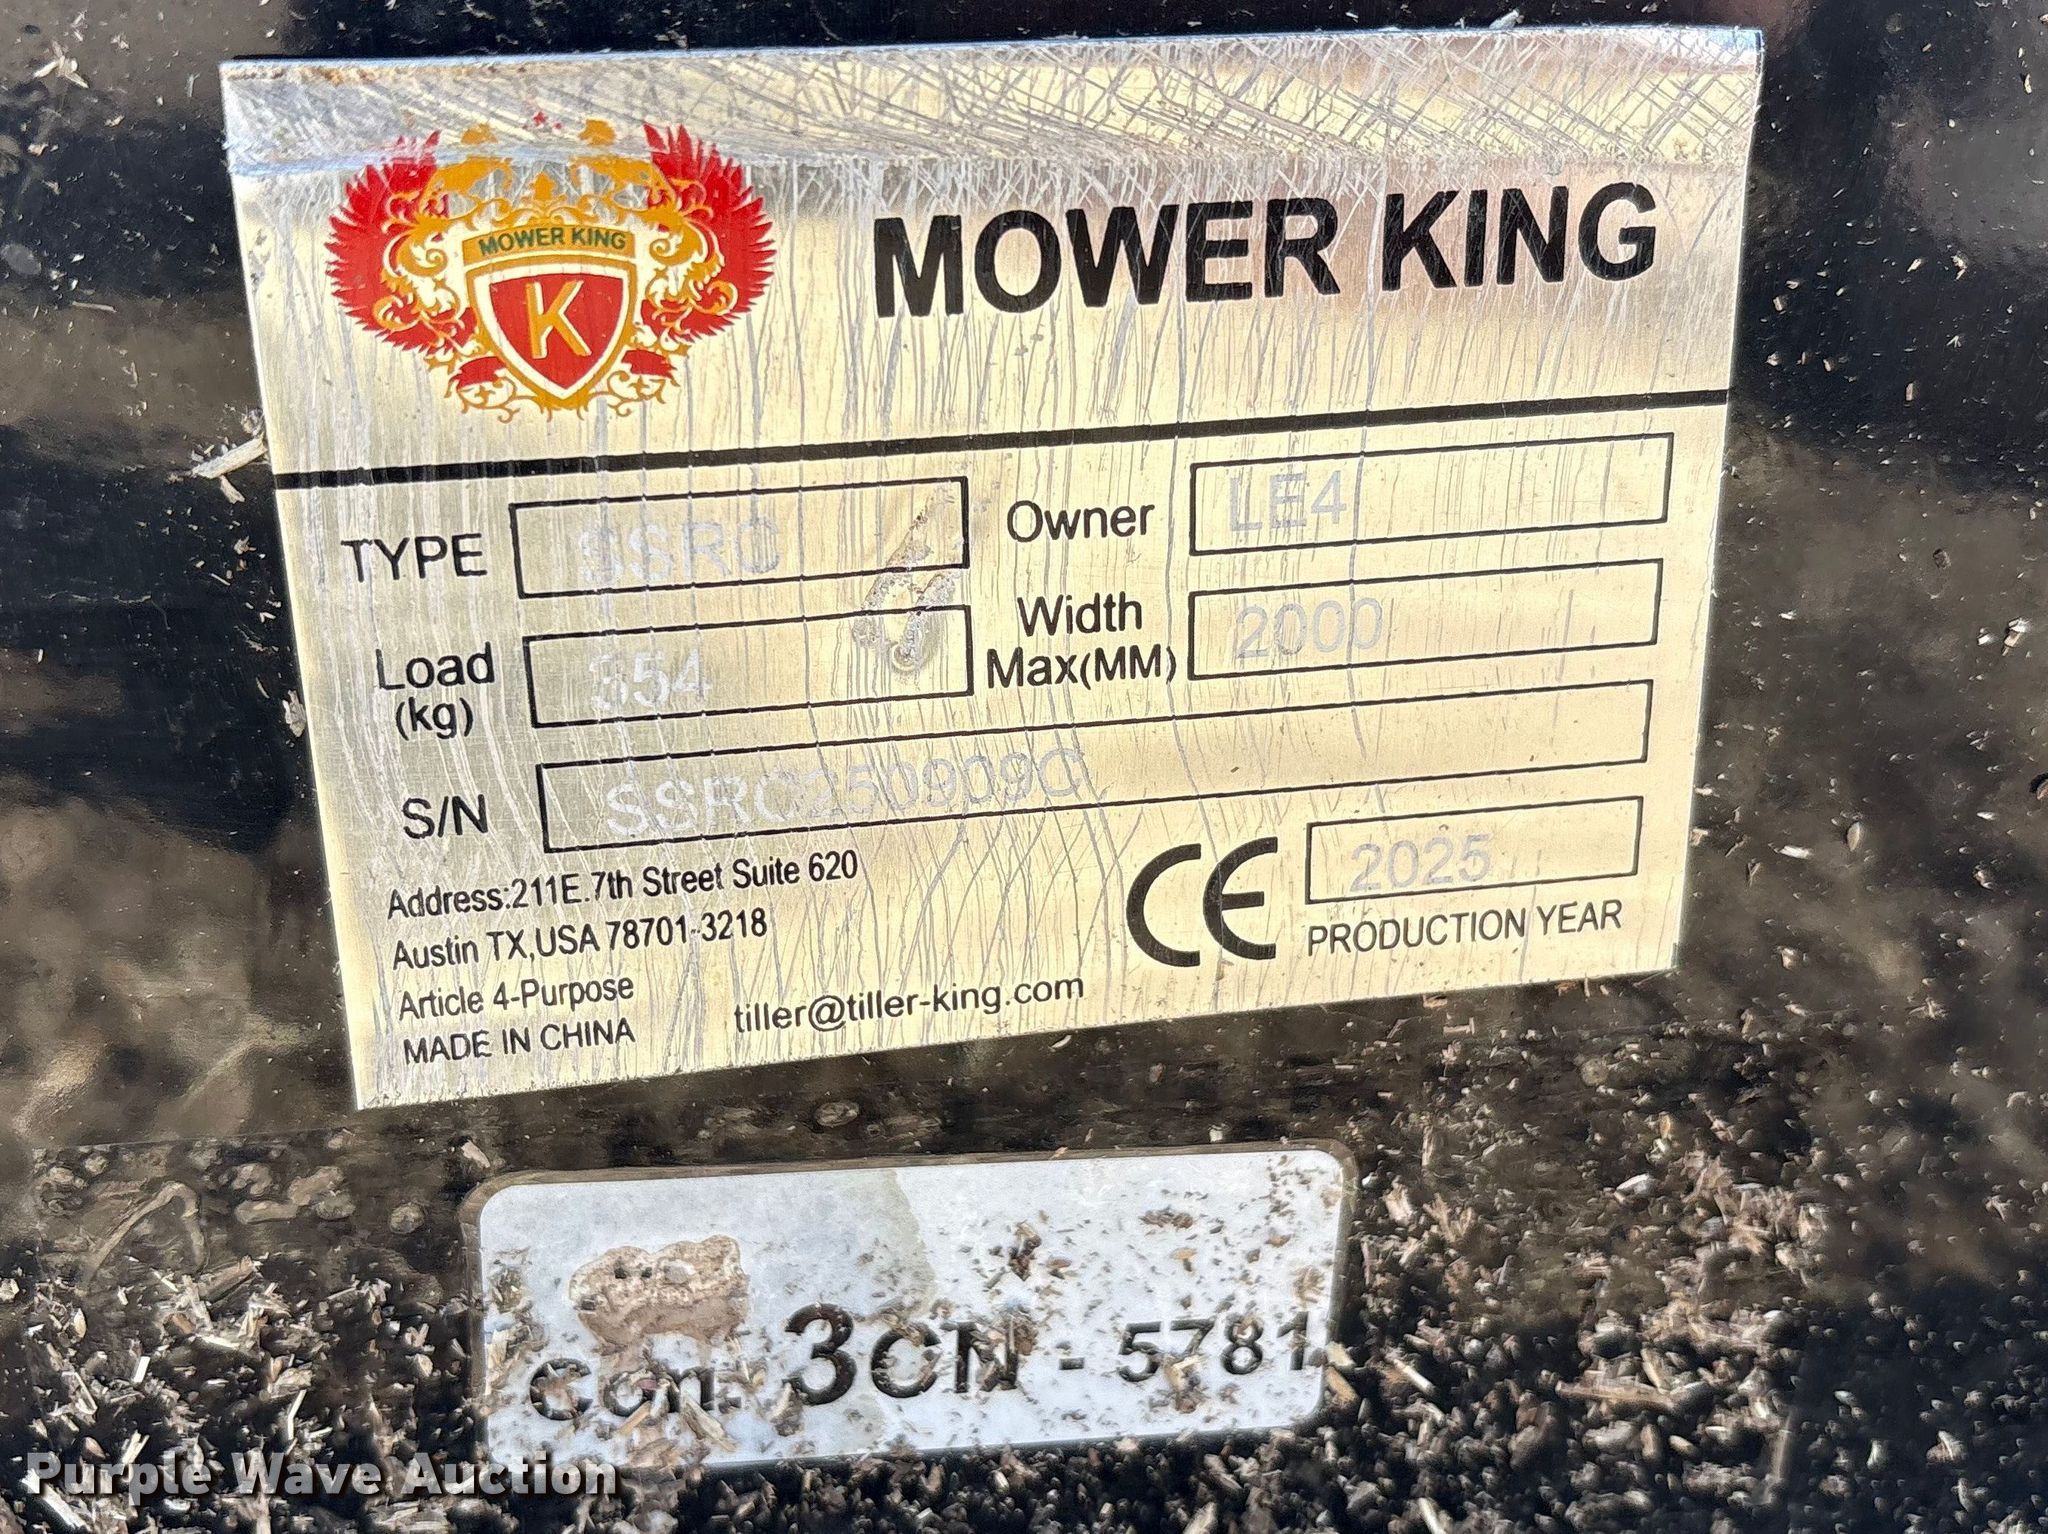 MOWER KING
K
MOWER KING
TYPE SSRC Owner LE4
Load (kg) 354 Width Max(MM) 2000
S/N SSRC250909C
Address:211E.7th Street Suite 620
Austin TX,USA 78701-3218
Article 4-Purpose
MADE IN CHINA
tiller@tiller-king.com
CE 2025
PRODUCTION YEAR
Con. 3CN - 5781
Purple Wave Auction